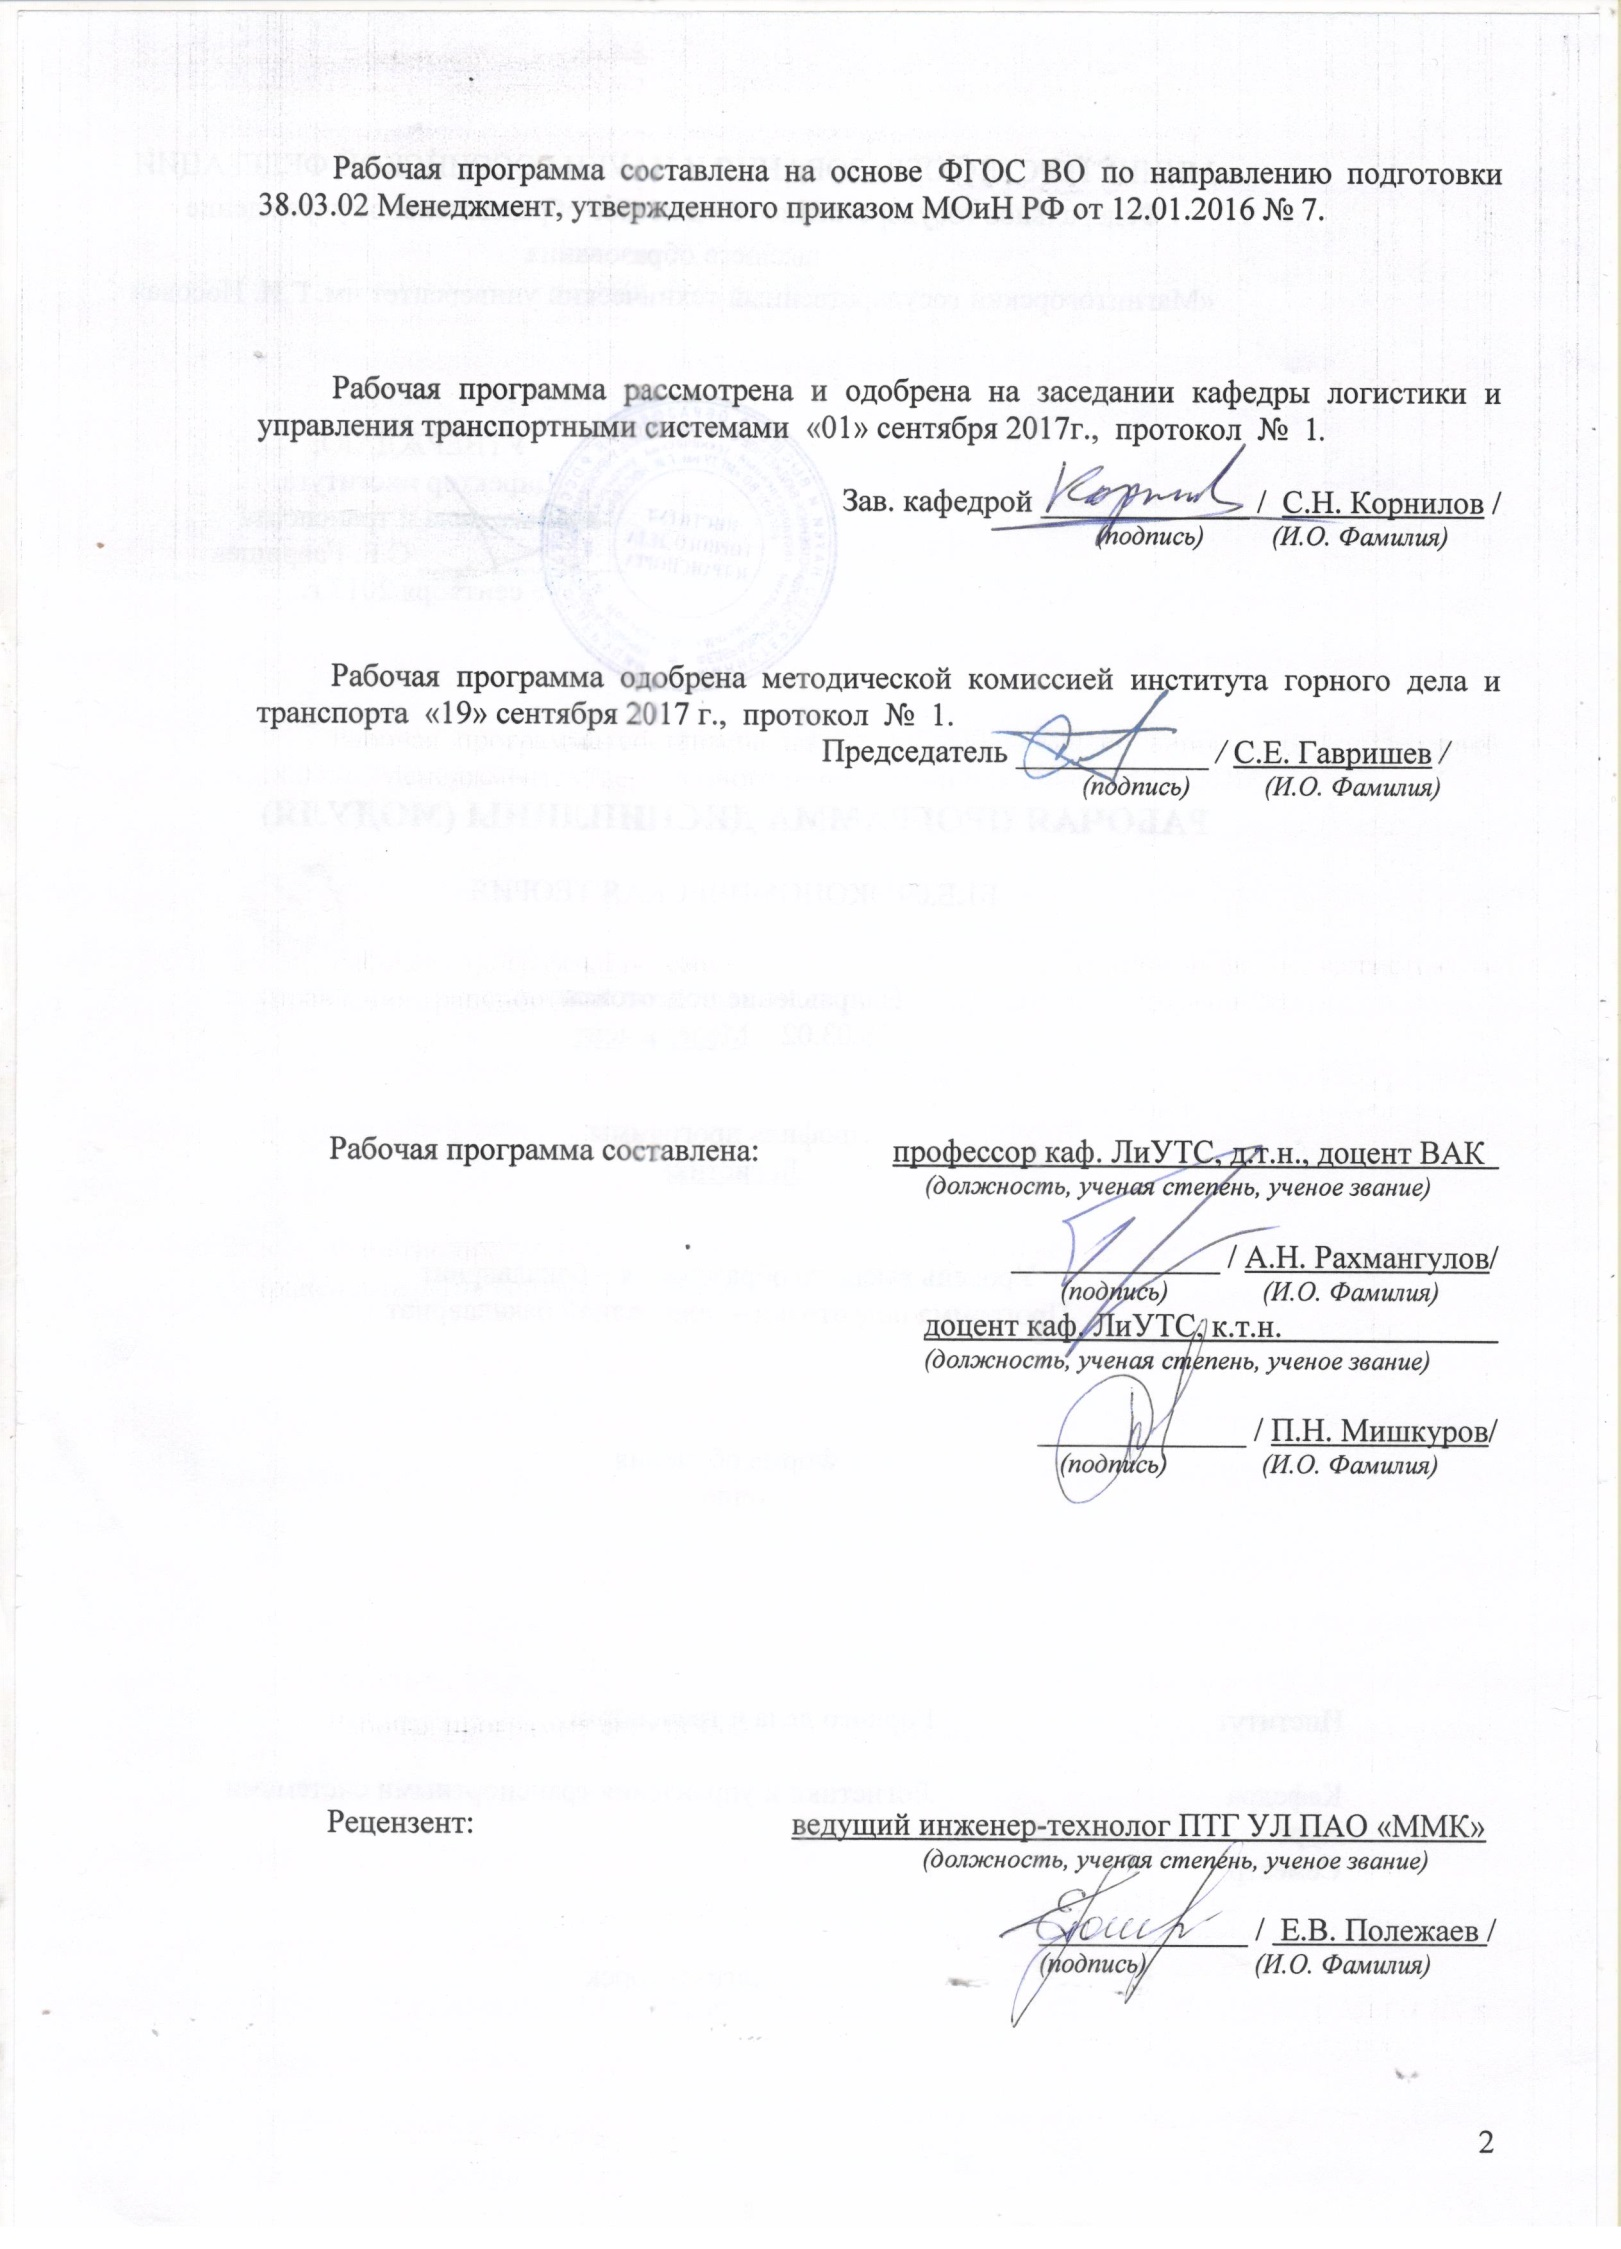 Рабочая программа составлена на основе ФГОС ВО по направлению подготовки
38.03.02 Менеджмент, утвержденного приказом МОиН РФ от 12.01.2016 № 7.
Рабочая программа рассмотрена и одобрена на заседании кафедры логистики и
управления транспортными системами «01» сентября 2017г., протокол № 1.
Зав. кафедрой _____________ / С.Н. Корнилов /
(подпись) (И.О. Фамилия)
Рабочая программа одобрена методической комиссией института горного дела и
транспорта «19» сентября 2017 г., протокол № 1.
Председатель ____________ / С.Е. Гавришев /
(подпись) (И.О. Фамилия)
Рабочая программа составлена: профессор каф. ЛиУТС, д.т.н., доцент ВАК
(должность, ученая степень, ученое звание)
_____________ / А.Н. Рахмангулов/
(подпись) (И.О. Фамилия)
доцент каф. ЛиУТС, к.т.н.
(должность, ученая степень, ученое звание)
_____________ / П.Н. Мишкуров/
(подпись) (И.О. Фамилия)
Рецензент: ведущий инженер-технолог ПТГ УЛ ПАО «ММК»
(должность, ученая степень, ученое звание)
_____________ / Е.В. Полежаев /
(подпись) (И.О. Фамилия)
2